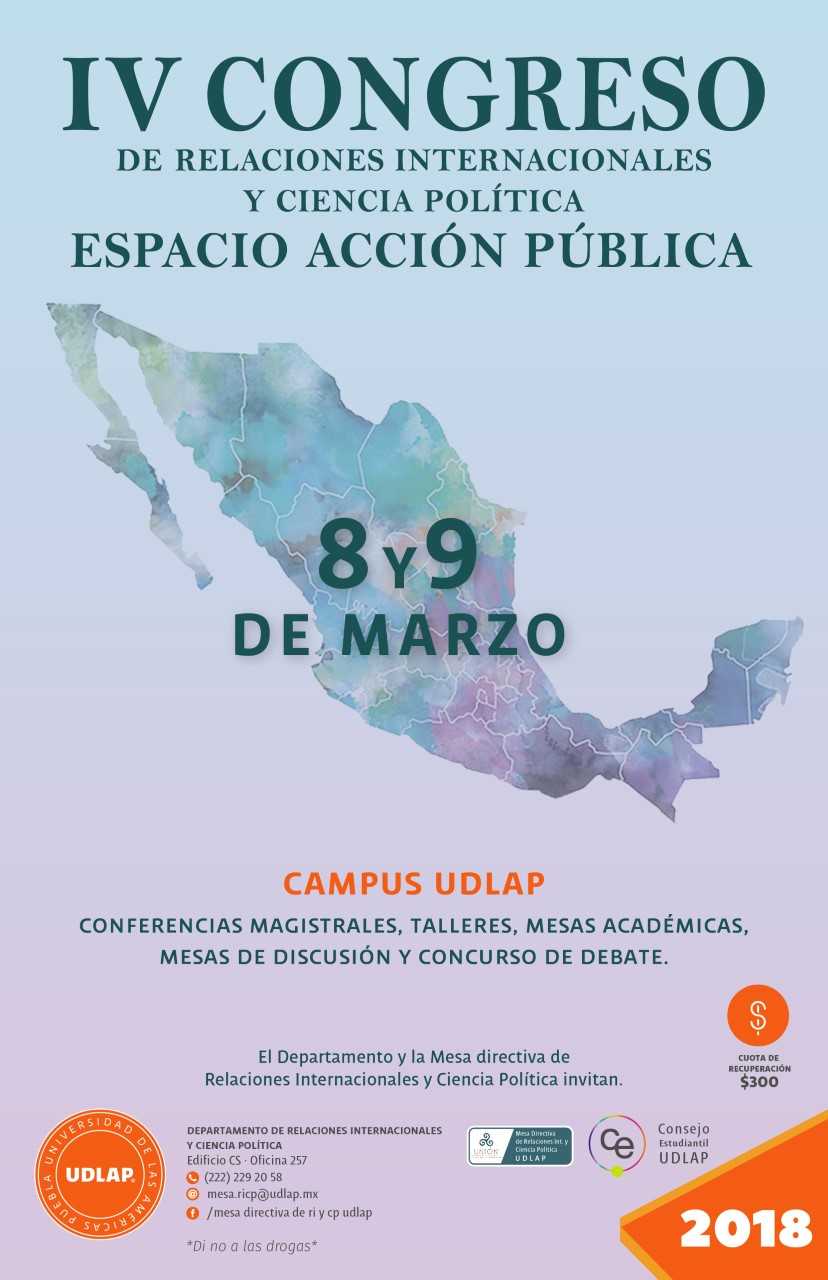 IV CONGRESO
DE RELACIONES INTERNACIONALES
Y CIENCIA POLÍTICA
ESPACIO ACCIÓN PÚBLICA
8 Y 9
DE MARZO
CAMPUS UDLAP
CONFERENCIAS MAGISTRALES, TALLERES, MESAS ACADÉMICAS,
MESAS DE DISCUSIÓN Y CONCURSO DE DEBATE.
$
CUOTA DE
RECUPERACIÓN
$300
El Departamento y la Mesa directiva de
Relaciones Internacionales y Ciencia Política invitan.
UNIVERSIDAD DE LAS AMÉRICAS PUEBLA
UDLAP®
DEPARTAMENTO DE RELACIONES INTERNACIONALES
Y CIENCIA POLÍTICA
Edificio CS · Oficina 257
(222) 229 20 58
mesa.ricp@udlap.mx
/mesa directiva de ri y cp udlap
*Di no a las drogas*
Mesa Directiva
de Relaciones Int. y
Ciencia Política
UDLAP
ce
Consejo
Estudiantil
UDLAP
2018